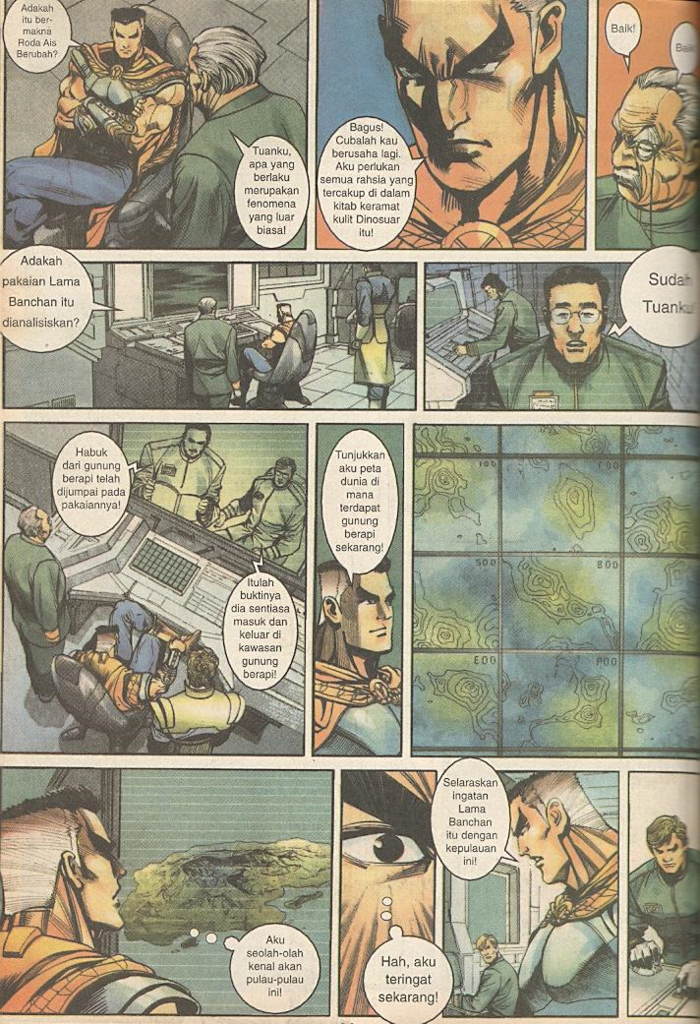 Adakah
itu ber-
makna
Roda Ais
Berubah?
Tuanku,
apa yang
berlaku
merupakan
fenomena
yang luar
biasa!
Bagus!
Cubalah kau
berusaha lagi.
Aku perlukan
semua rahsia yang
tercakup di dalam
kitab keramat
kulit Dinosuar
itu!
Baik!
Adakah
pakaian Lama
Banchan itu
dianalisiskan?
Sudah
Habuk
dari gunung
berapi telah
dijumpai pada
pakaiannya!
Itulah
buktinya
dia sentiasa
masuk dan
keluar di
kawasan
gunung
berapi!
Tunjukkan
aku peta
dunia di
mana
terdapat
gunung
berapi
sekarang!
Aku
seolah-olah
kenal akan
pulau-pulau
ini!
Hah, aku
teringat
sekarang!
Selaraskan
ingatan
Lama
Banchan
itu dengan
kepulauan
ini!